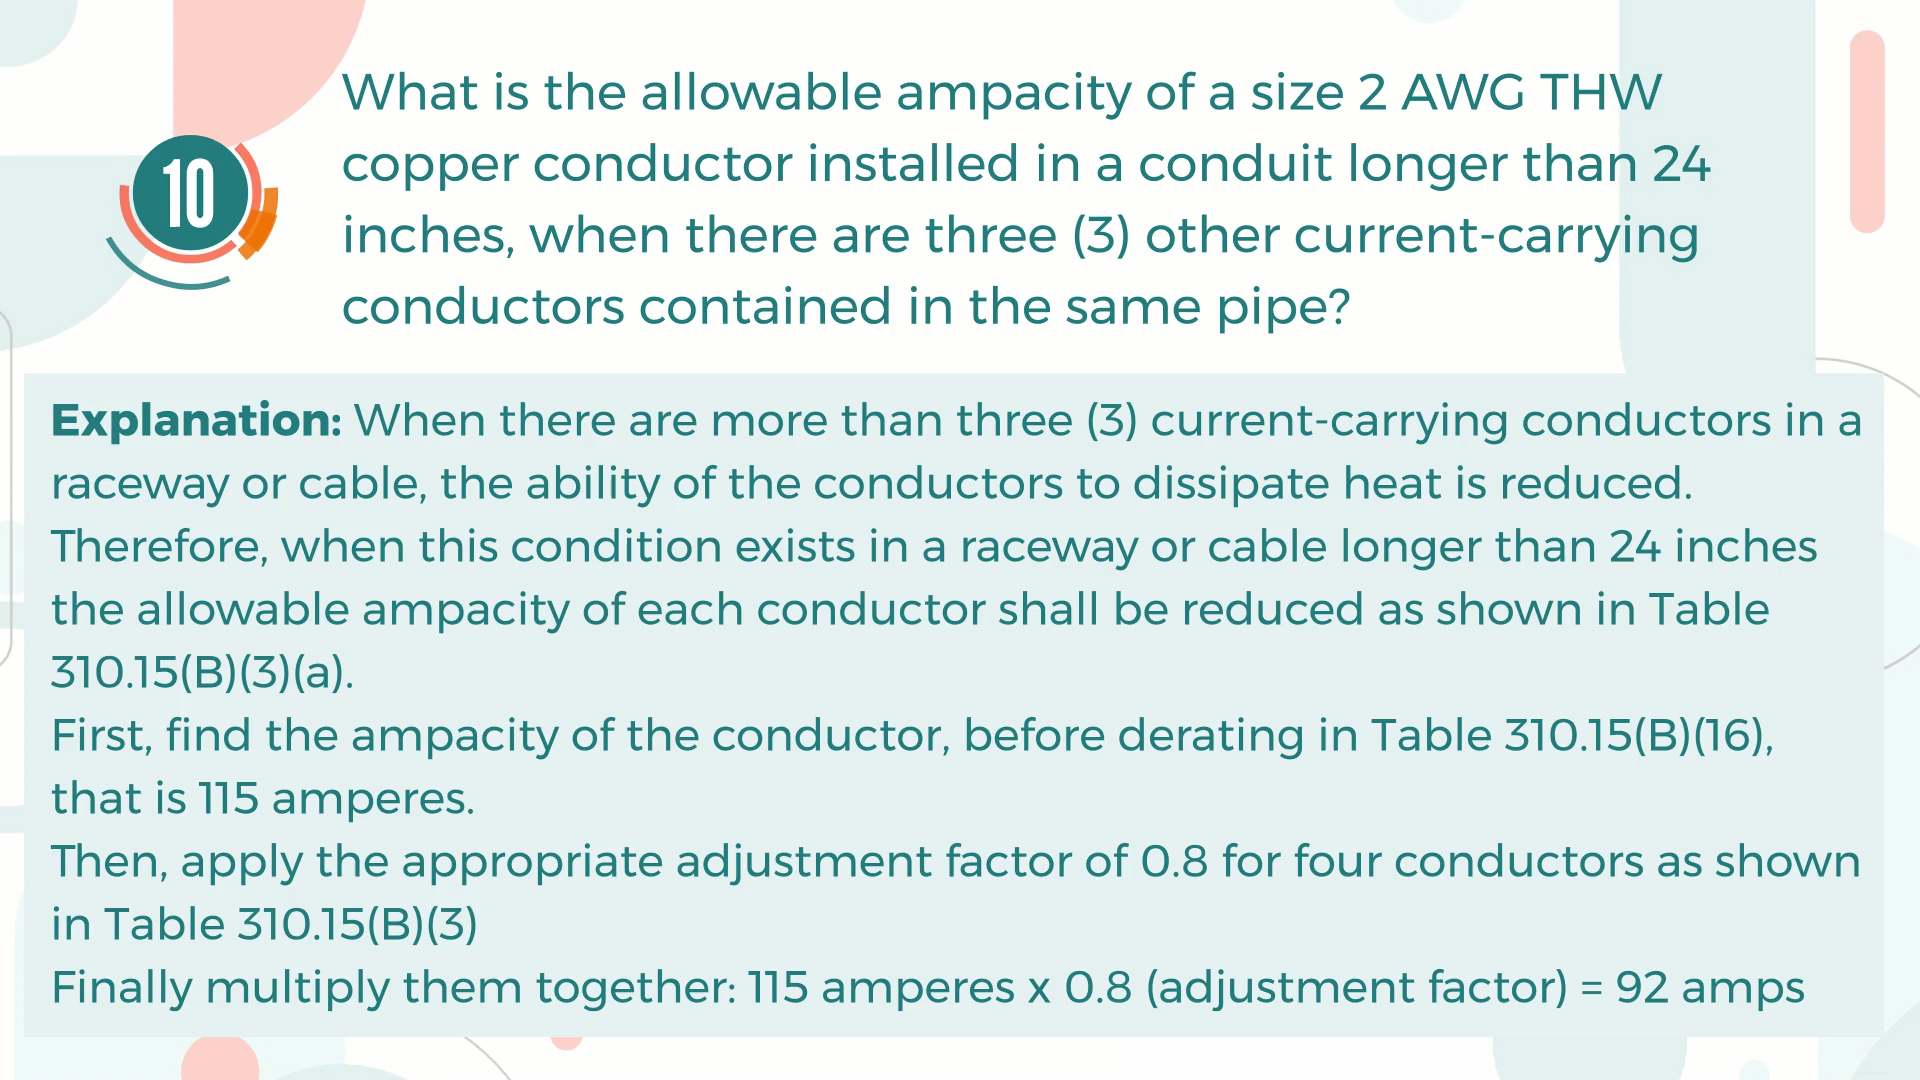 10
What is the allowable ampacity of a size 2 AWG THW
copper conductor installed in a conduit longer than 24
inches, when there are three (3) other current-carrying
conductors contained in the same pipe?
Explanation: When there are more than three (3) current-carrying conductors in a
raceway or cable, the ability of the conductors to dissipate heat is reduced.
Therefore, when this condition exists in a raceway or cable longer than 24 inches
the allowable ampacity of each conductor shall be reduced as shown in Table
310.15(B)(3)(a).
First, find the ampacity of the conductor, before derating in Table 310.15(B)(16),
that is 115 amperes.
Then, apply the appropriate adjustment factor of 0.8 for four conductors as shown
in Table 310.15(B)(3)
Finally multiply them together: 115 amperes x 0.8 (adjustment factor) = 92 amps